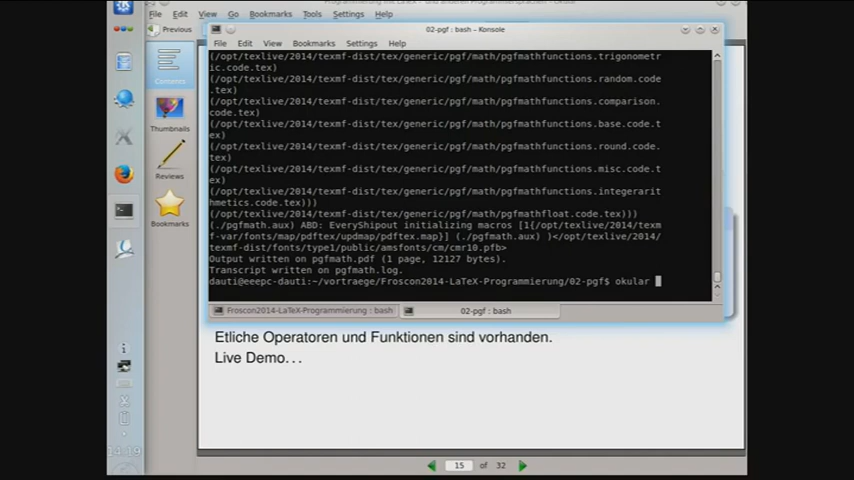 Programmierung mit LaTeX - und anderen Programmiersprachen - Okular
File Edit View Go Bookmarks Tools Settings Help
Previous
02-pgf : bash – Konsole
File Edit View Bookmarks Settings Help
(/opt/texlive/2014/texmf-dist/tex/generic/pgf/math/pgfmathfunctions.trigonometr
ic.code.tex)
(/opt/texlive/2014/texmf-dist/tex/generic/pgf/math/pgfmathfunctions.random.code
.tex)
(/opt/texlive/2014/texmf-dist/tex/generic/pgf/math/pgfmathfunctions.comparison.
code.tex)
(/opt/texlive/2014/texmf-dist/tex/generic/pgf/math/pgfmathfunctions.base.code.t
ex)
(/opt/texlive/2014/texmf-dist/tex/generic/pgf/math/pgfmathfunctions.round.code.
tex)
(/opt/texlive/2014/texmf-dist/tex/generic/pgf/math/pgfmathfunctions.misc.code.t
ex)
(/opt/texlive/2014/texmf-dist/tex/generic/pgf/math/pgfmathfunctions.integerarit
hmetics.code.tex)))
(/opt/texlive/2014/texmf-dist/tex/generic/pgf/math/pgfmathfloat.code.tex)))
(./pgfmath.aux) ABD: EveryShipout initializing macros [1{/opt/texlive/2014/texm
f-var/fonts/map/pdftex/updmap/pdftex.map}] (./pgfmath.aux) )</opt/texlive/2014/
texmf-dist/fonts/type1/public/amsfonts/cm/cmr10.pfb>
Output written on pgfmath.pdf (1 page, 12127 bytes).
Transcript written on pgfmath.log.
dauti@eeepc-dauti:~/vortraege/Froscon2014-LaTeX-Programmierung/02-pgf$ okular
Froscon2014-LaTeX-Programmierung : bash
02-pgf : bash
Contents
Thumbnails
Reviews
Bookmarks
Etliche Operatoren und Funktionen sind vorhanden.
Live Demo...
14:19
15 of 32